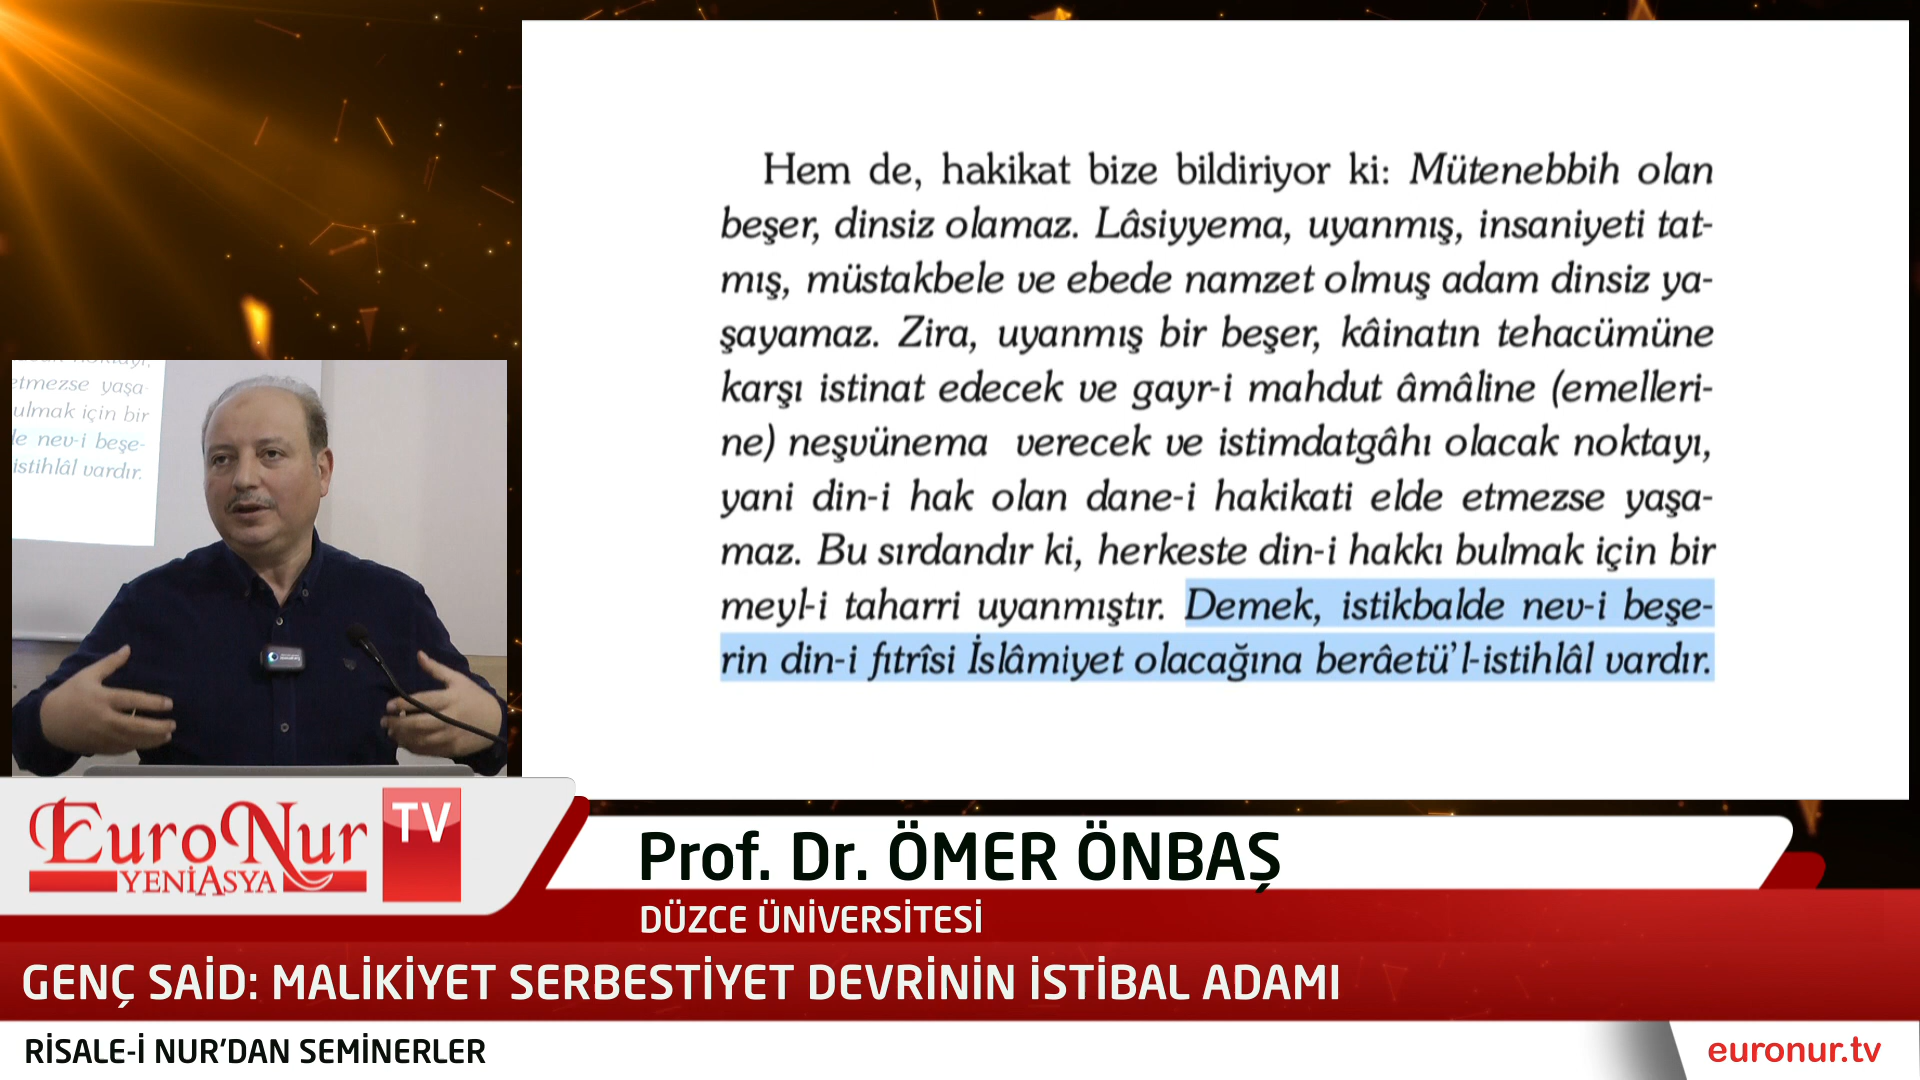 Hem de, hakikat bize bildiriyor ki: Mütenebbih olan
beşer, dinsiz olamaz. Lâsiyyema, uyanmış, insaniyeti tat-
mış, müstakbele ve ebede namzet olmuş adam dinsiz ya-
şayamaz. Zira, uyanmış bir beşer, kâinatın tehacümüne
karşı istinat edecek ve gayr-i mahdut âmâline (emelleri-
ne) neşvünema verecek ve istimdatgâhı olacak noktayı,
yani din-i hak olan dane-i hakikati elde etmezse yaşa-
maz. Bu sırdandır ki, herkeste din-i hakkı bulmak için bir
meyl-i taharri uyanmıştır. Demek, istikbalde nev-i beşe-
rin din-i fıtrîsi İslâmiyet olacağına berâetü'l-istihlâl vardır.
etmezse yaşa-
ulmak için bir
de nev-i beşe-
istihlâl vardır.
EuroNur TV
YENİASYA
Prof. Dr. ÖMER ÖNBAŞ
DÜZCE ÜNİVERSİTESİ
GENÇ SAİD: MALİKİYET SERBESTİYET DEVRİNİN İSTİBAL ADAMI
RİSALE-İ NUR'DAN SEMİNERLER
euronur.tv